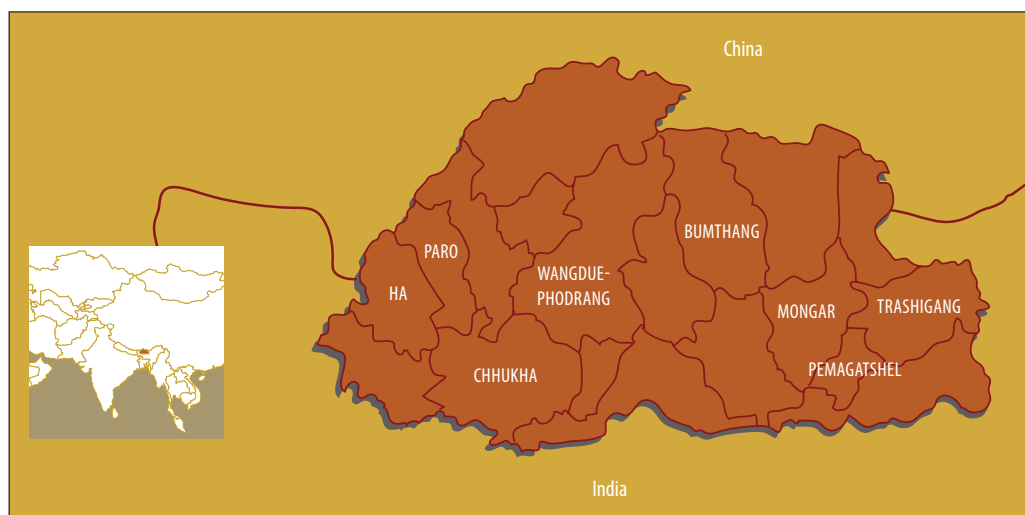 China
BUMTHANG
PARO
WANGDUE-
PHODRANG
HA
MONGAR
TRASHIGANG
CHHUKHA
PEMAGATSHEL
India